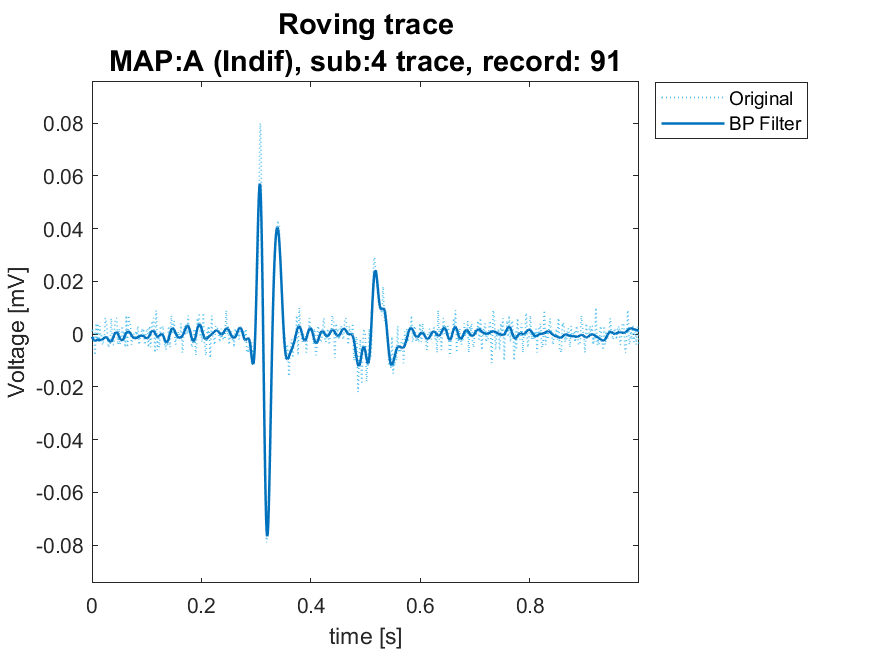 Roving trace
MAP:A (Indif), sub:4 trace, record: 91
Original
BP Filter
0.08
0.06
0.04
0.02
0
-0.02
-0.04
-0.06
-0.08
Voltage [mV]
0 0.2 0.4 0.6 0.8
time [s]